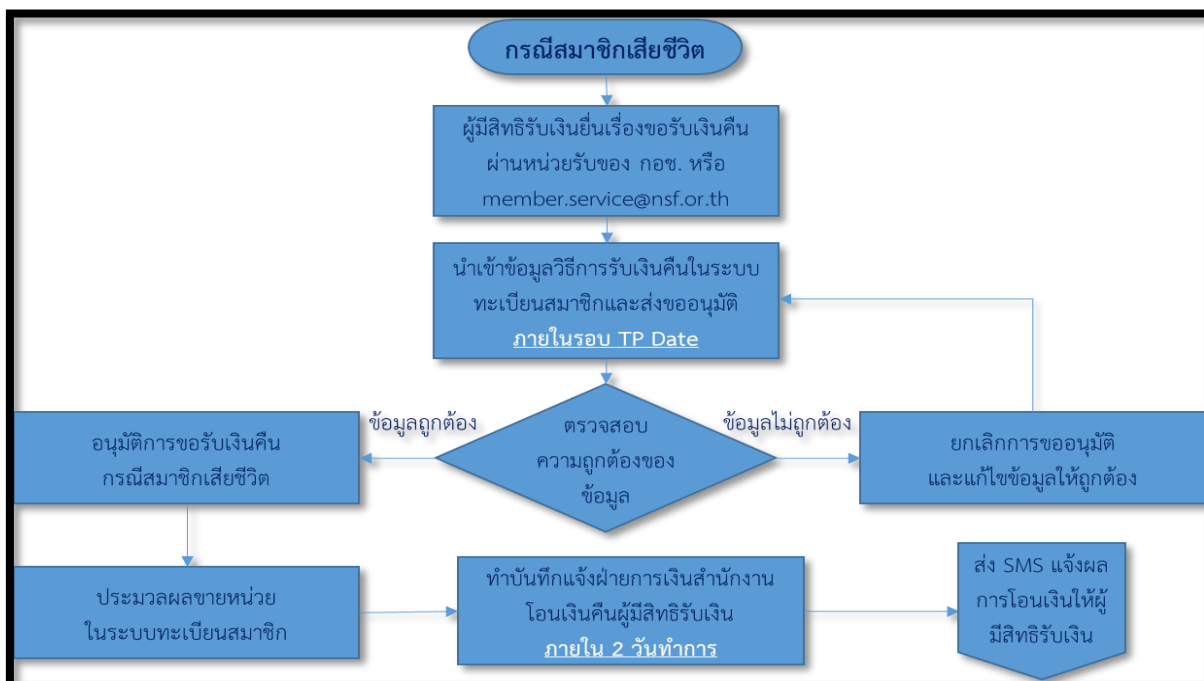 กรณีสมาชิกเสียชีวิต
ผู้มีสิทธิรับเงินยื่นเรื่องขอรับเงินคืน
ผ่านหน่วยรับของ กอช. หรือ
member.service@nsf.or.th
นำเข้าข้อมูลวิธีการรับเงินคืนในระบบ
ทะเบียนสมาชิกและส่งขออนุมัติ
ภายในรอบ TP Date
ข้อมูลถูกต้อง
ตรวจสอบ
ความถูกต้องของ
ข้อมูล
ข้อมูลไม่ถูกต้อง
อนุมัติการขอรับเงินคืน
กรณีสมาชิกเสียชีวิต
ยกเลิกการขออนุมัติ
และแก้ไขข้อมูลให้ถูกต้อง
ประมวลผลขายหน่วย
ในระบบทะเบียนสมาชิก
ทำบันทึกแจ้งฝ่ายการเงินสำนักงาน
โอนเงินคืนผู้มีสิทธิรับเงิน
ภายใน 2 วันทำการ
ส่ง SMS แจ้งผล
การโอนเงินให้ผู้
มีสิทธิรับเงิน